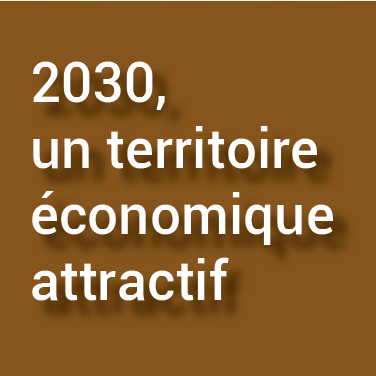 2030,
un territoire
économique
attractif